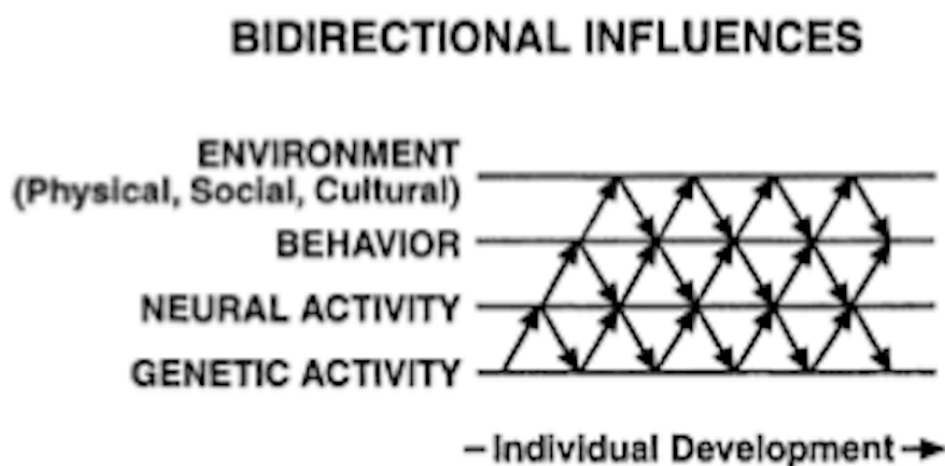 BIDIRECTIONAL INFLUENCES
ENVIRONMENT
(Physical, Social, Cultural)
BEHAVIOR
NEURAL ACTIVITY
GENETIC ACTIVITY
Individual Development